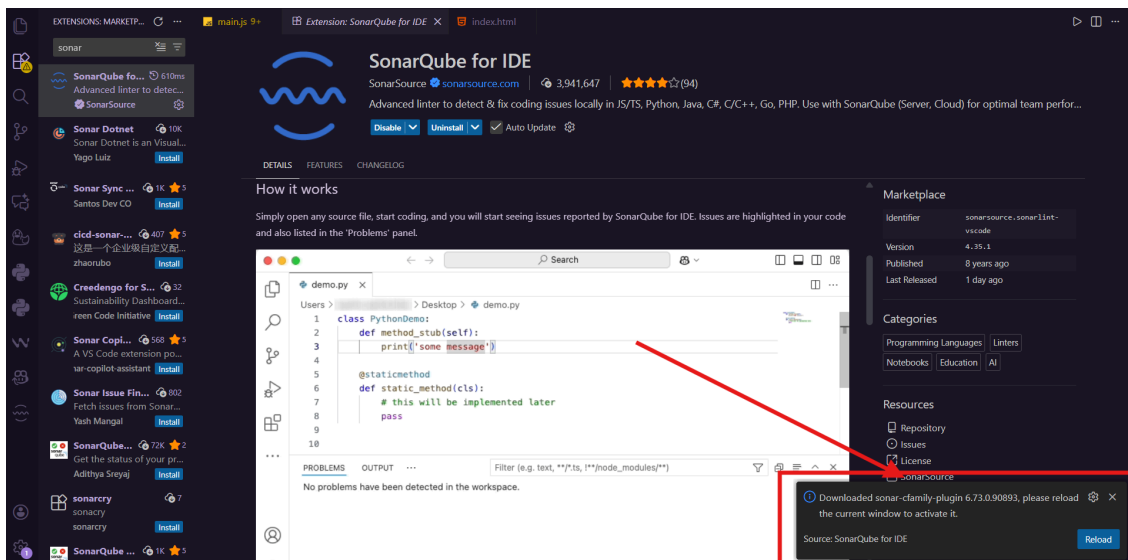 EXTENSIONS: MARKETP...
main.js 9+
Extension: SonarQube for IDE
index.html
sonar
SonarQube fo... 610ms
Advanced linter to detec...
SonarSource
Sonar Dotnet 10K
Sonar Dotnet is an Visual...
Yago Luiz Install
Sonar Sync ... 1K 5
Santos Dev CO Install
cicd-sonar-... 407 5
这是一个企业级自定义配...
zhaorubo Install
Creedengo for S... 32
Sustainability Dashboard...
reen Code Initiative Install
Sonar Copi... 568 5
A VS Code extension po...
nar-copilot-assistant Install
Sonar Issue Fin... 802
Fetch issues from Sonar...
Yash Mangal Install
SonarQube... 72K 2
Get the status of your pr...
Adithya Sreyaj Install
sonarcry 7
sonacry
sonarcry Install
SonarQube ... 1K 5
SonarQube for IDE
SonarSource sonarsource.com 3,941,647 (94)
Advanced linter to detect & fix coding issues locally in JS/TS, Python, Java, C#, C/C++, Go, PHP. Use with SonarQube (Server, Cloud) for optimal team perfor...
Disable Uninstall Auto Update
DETAILS FEATURES CHANGELOG
How it works
Simply open any source file, start coding, and you will start seeing issues reported by SonarQube for IDE. Issues are highlighted in your code
and also listed in the 'Problems' panel.
Search
demo.py
Users > > Desktop > demo.py
1 class PythonDemo:
2 def method_stub(self):
3 print('some message')
4
5 @staticmethod
6 def static_method(cls):
7 # this will be implemented later
8 pass
9
10
PROBLEMS OUTPUT ... Filter (e.g. text, **/*.ts, !**/node_modules/**)
No problems have been detected in the workspace.
Marketplace
Identifier sonarsource.sonarlint-
vscode
Version 4.35.1
Published 8 years ago
Last Released 1 day ago
Categories
Programming Languages Linters
Notebooks Education AI
Resources
Repository
Issues
License
SonarSource
Downloaded sonar-cfamily-plugin 6.73.0.90893, please reload
the current window to activate it.
Source: SonarQube for IDE Reload
1